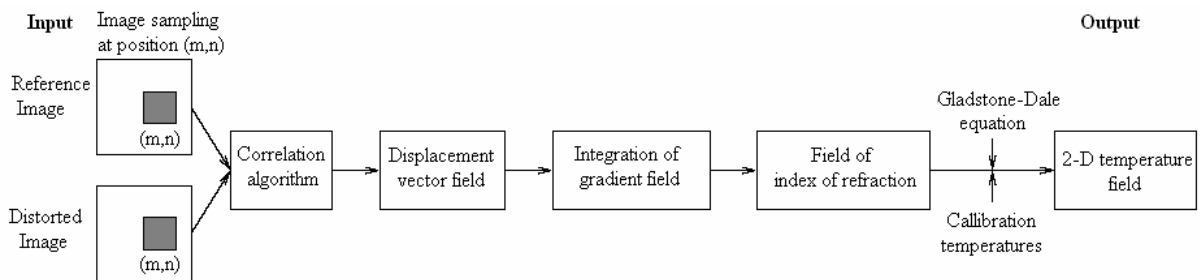 Input
Image sampling
at position (m,n)
Output
Reference
Image
(m,n)
Distorted
Image
(m,n)
Correlation
algorithm
Displacement
vector field
Integration of
gradient field
Field of
index of refraction
Gladstone-Dale
equation
Callibration
temperatures
2-D temperature
field